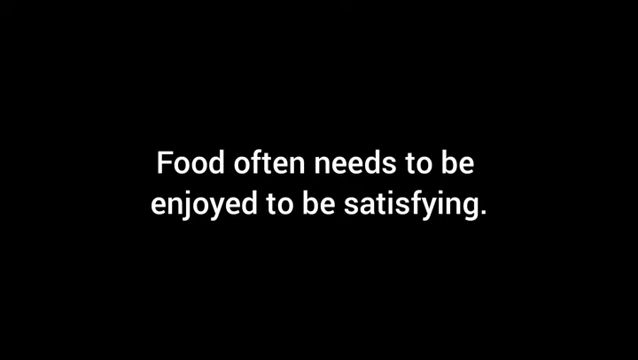 Food often needs to be
enjoyed to be satisfying.